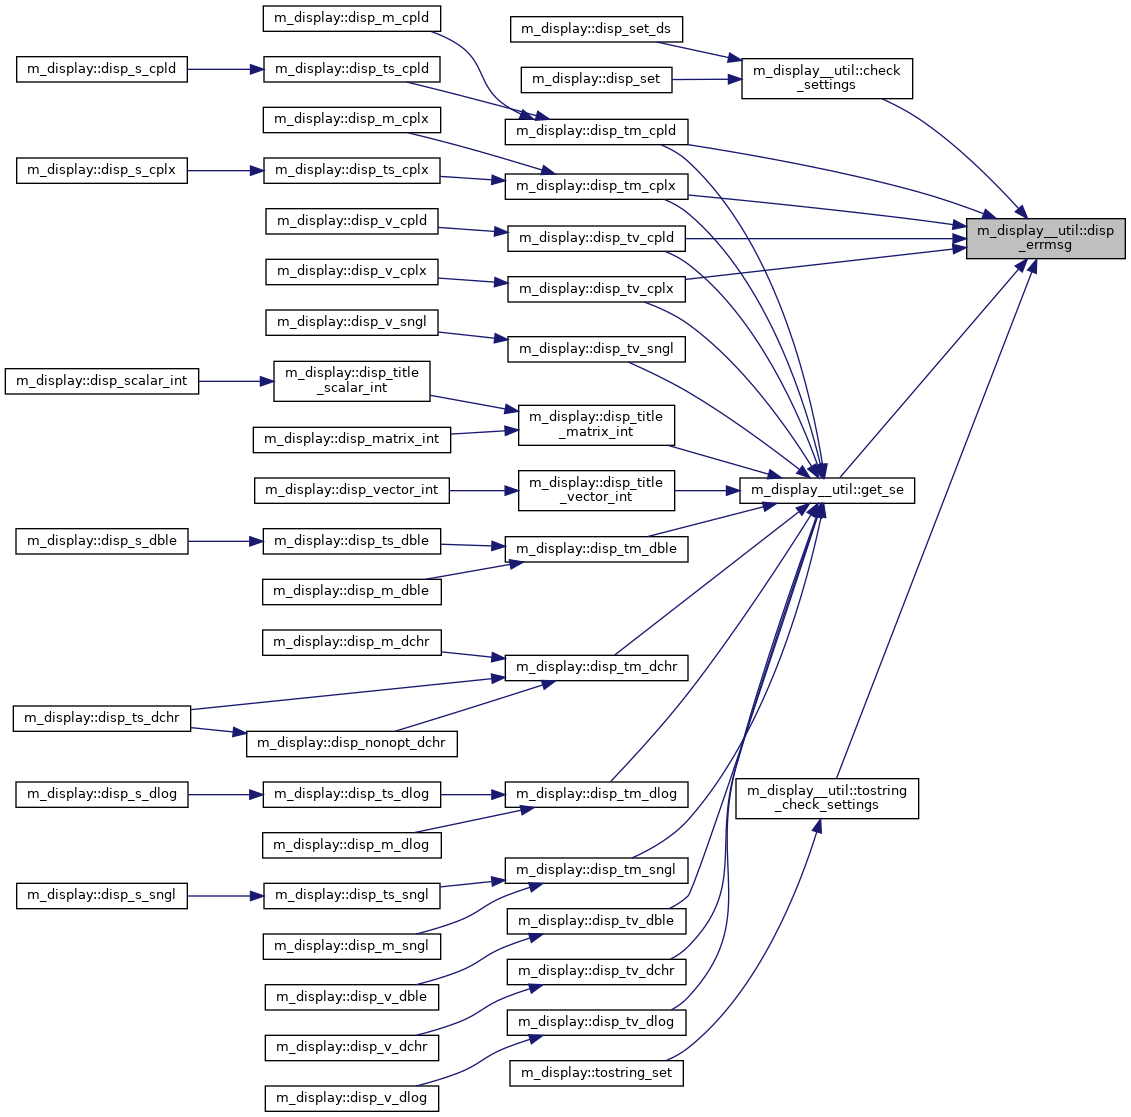 m_display::disp_m_cpld
m_display::disp_set_ds
m_display::disp_s_cpld
m_display::disp_ts_cpld
m_display::disp_set
m_display__util::check
_settings
m_display::disp_m_cplx
m_display::disp_tm_cpld
m_display::disp_s_cplx
m_display::disp_ts_cplx
m_display::disp_tm_cplx
m_display::disp_v_cpld
m_display::disp_tv_cpld
m_display__util::disp
_errmsg
m_display::disp_v_cplx
m_display::disp_tv_cplx
m_display::disp_v_sngl
m_display::disp_tv_sngl
m_display::disp_scalar_int
m_display::disp_title
_scalar_int
m_display::disp_matrix_int
m_display::disp_title
_matrix_int
m_display::disp_vector_int
m_display::disp_title
_vector_int
m_display__util::get_se
m_display::disp_s_dble
m_display::disp_ts_dble
m_display::disp_tm_dble
m_display::disp_m_dble
m_display::disp_m_dchr
m_display::disp_tm_dchr
m_display::disp_ts_dchr
m_display::disp_nonopt_dchr
m_display::disp_s_dlog
m_display::disp_ts_dlog
m_display::disp_tm_dlog
m_display__util::tostring
_check_settings
m_display::disp_m_dlog
m_display::disp_tm_sngl
m_display::disp_s_sngl
m_display::disp_ts_sngl
m_display::disp_tv_dble
m_display::disp_m_sngl
m_display::disp_tv_dchr
m_display::disp_v_dble
m_display::disp_tv_dlog
m_display::disp_v_dchr
m_display::tostring_set
m_display::disp_v_dlog